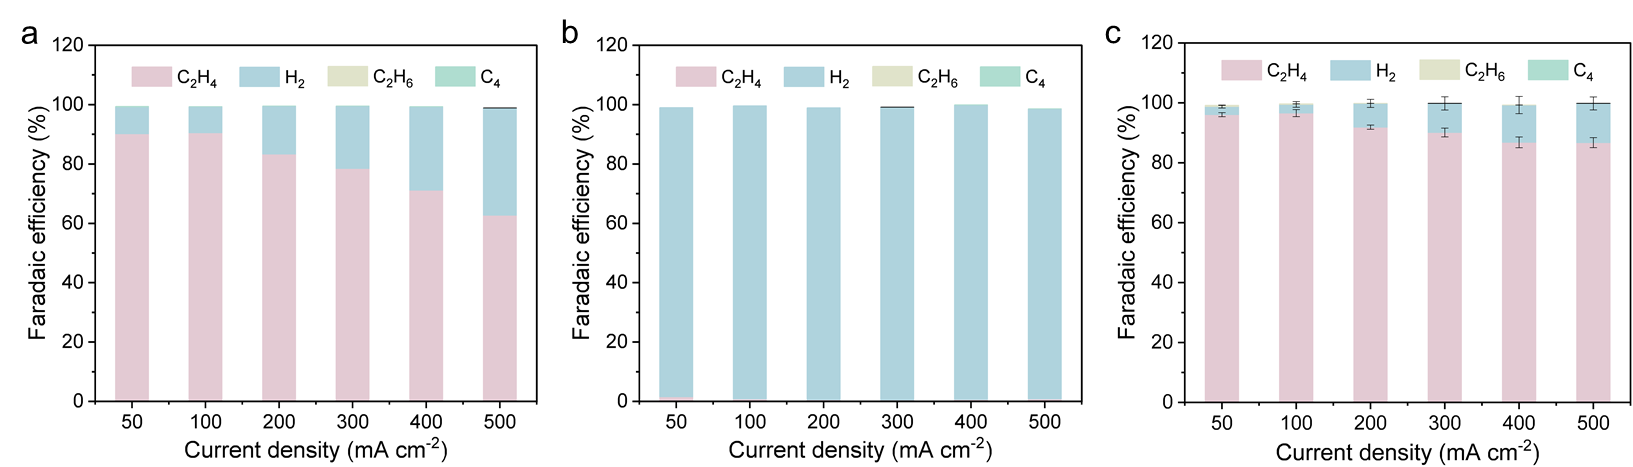 a
120
100
80
60
40
20
0
Faradaic efficiency (%)
C₂H₄ H₂ C₂H₆ C₄
50 100 200 300 400 500
Current density (mA cm⁻²)
b
120
100
80
60
40
20
0
Faradaic efficiency (%)
C₂H₄ H₂ C₂H₆ C₄
50 100 200 300 400 500
Current density (mA cm⁻²)
c
120
100
80
60
40
20
0
Faradaic efficiency (%)
C₂H₄ H₂ C₂H₆ C₄
50 100 200 300 400 500
Current density (mA cm⁻²)